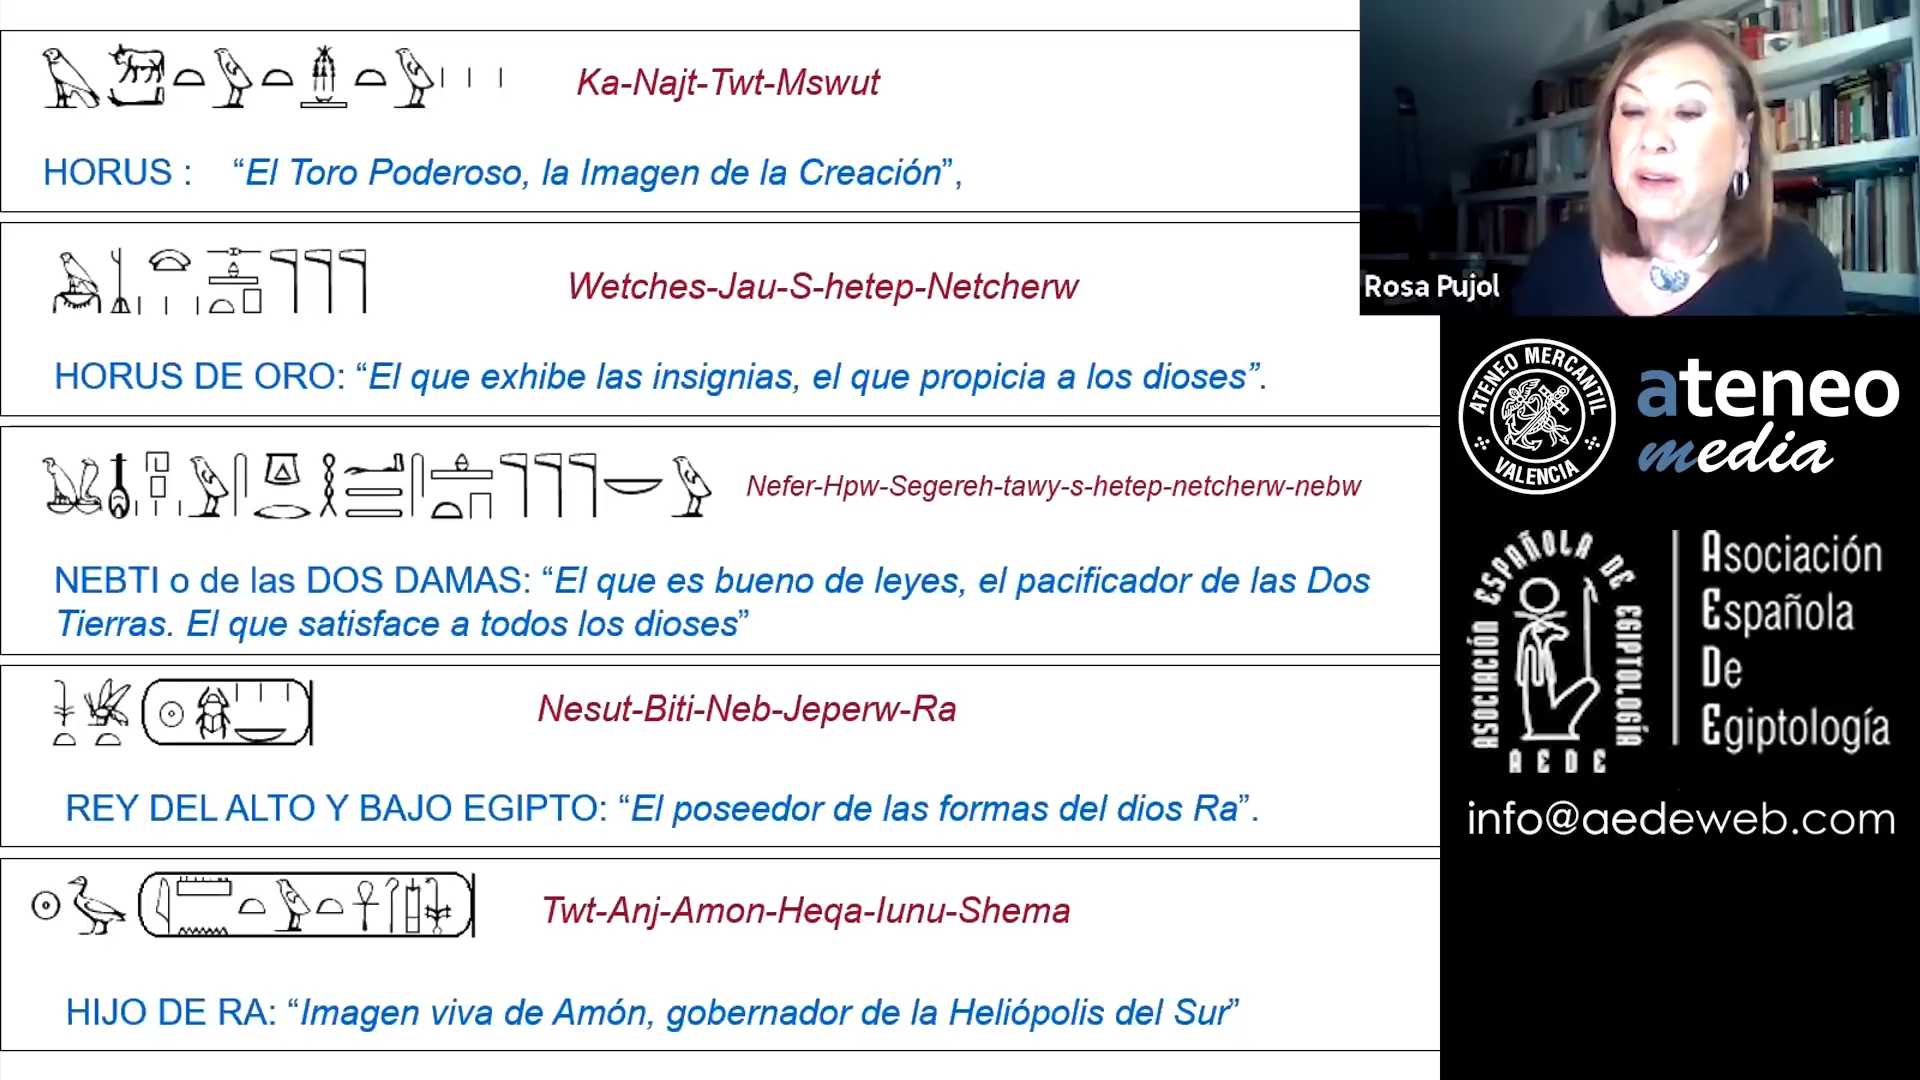 Ka-Najt-Twt-Mswut
HORUS : “El Toro Poderoso, la Imagen de la Creación”,
Wetches-Jau-S-hetep-Netcherw
HORUS DE ORO: “El que exhibe las insignias, el que propicia a los dioses”.
Nefer-Hpw-Segereh-tawy-s-hetep-netcherw-nebw
NEBTI o de las DOS DAMAS: “El que es bueno de leyes, el pacificador de las Dos
Tierras. El que satisface a todos los dioses”
Nesut-Biti-Neb-Jeperw-Ra
REY DEL ALTO Y BAJO EGIPTO: “El poseedor de las formas del dios Ra”.
Twt-Anj-Amon-Heqa-Iunu-Shema
HIJO DE RA: “Imagen viva de Amón, gobernador de la Heliópolis del Sur”
Rosa Pujol
ATENEO MERCANTIL
VALENCIA
ateneo
media
ASOCIACIÓN ESPAÑOLA DE EGIPTOLOGÍA
AEDE
Asociación
Española
De
Egiptología
info@aedeweb.com